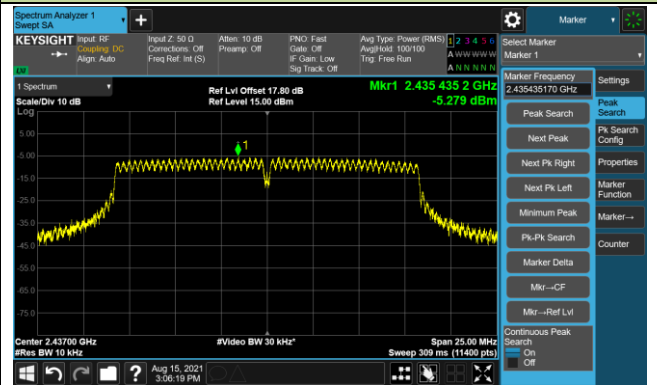 Spectrum Analyzer 1
Swept SA
+
Marker
KEYSIGHT
Input: RF
Coupling: DC
Align: Auto
Input Z: 50 Ω
Corrections: Off
Freq Ref: Int (S)
Atten: 10 dB
Preamp: Off
PNO: Fast
Gate: Off
IF Gain: Low
Sig Track: Off
Avg Type: Power (RMS)
Avg|Hold: 100/100
Trig: Free Run
1 2 3 4 5 6
A W W W W W
A N N N N N
Select Marker
Marker 1
1 Spectrum
Scale/Div 10 dB
Log
Ref Lvl Offset 17.80 dB
Ref Level 15.00 dBm
Mkr1 2.435 435 2 GHz
-5.279 dBm
5.00
-5.00
-15.0
-25.0
-35.0
-45.0
-55.0
-65.0
-75.0
1
Center 2.43700 GHz
#Res BW 10 kHz
#Video BW 30 kHz*
Span 25.00 MHz
Sweep 309 ms (11400 pts)
Marker Frequency
2.435435170 GHz
Peak Search
Next Peak
Next Pk Right
Next Pk Left
Minimum Peak
Pk-Pk Search
Marker Delta
Mkr→CF
Mkr→Ref Lvl
Continuous Peak
Search
On
Off
Settings
Peak
Search
Pk Search
Config
Properties
Marker
Function
Marker→
Counter
?
Aug 15, 2021
3:06:19 PM